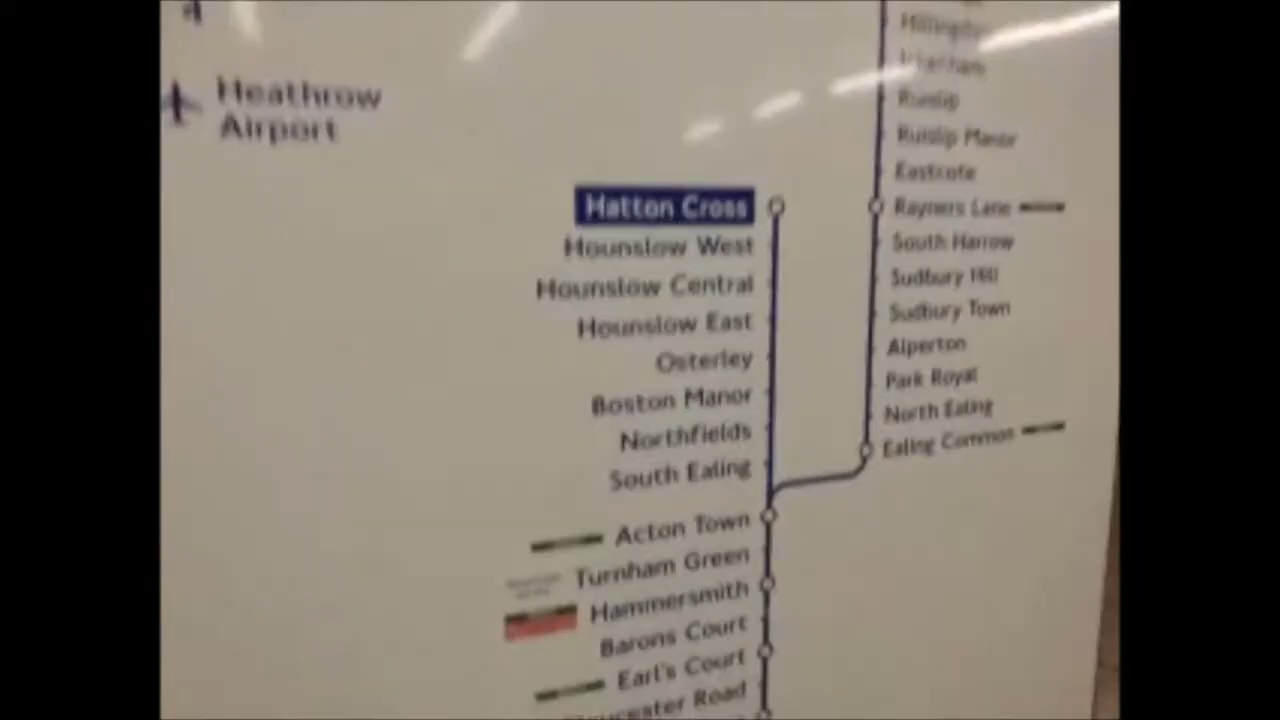 Heathrow
Airport
Hatton Cross
Hounslow West
Hounslow Central
Hounslow East
Osterley
Boston Manor
Northfields
South Ealing
Acton Town
Turnham Green
Hammersmith
Barons Court
Earl's Court
Road
Ruislip
Ruislip Manor
Eastcote
Rayners Lane
South Harrow
Sudbury Hill
Sudbury Town
Alperton
Park Royal
North Ealing
Ealing Common